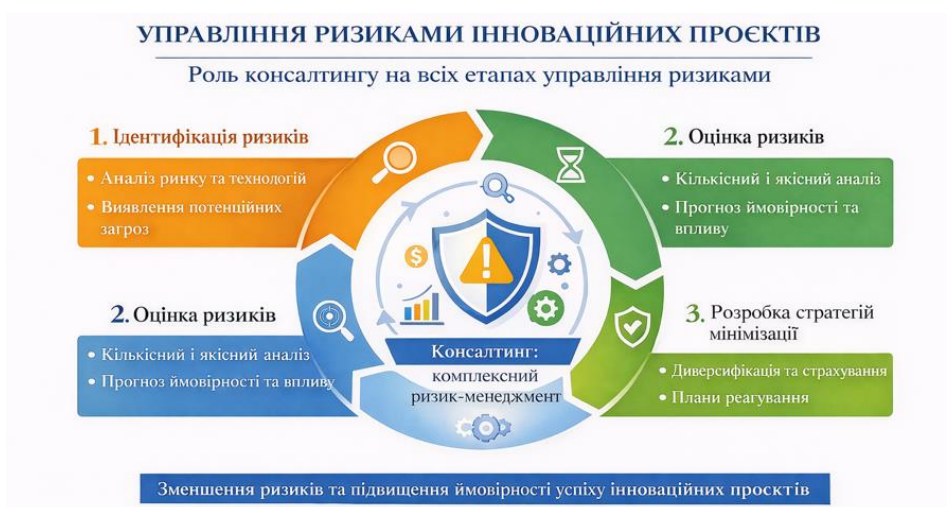 УПРАВЛІННЯ РИЗИКАМИ ІННОВАЦІЙНИХ ПРОЄКТІВ
Роль консалтингу на всіх етапах управління ризиками
1. Ідентифікація ризиків
• Аналіз ринку та технологій
• Виявлення потенційних
загроз
2. Оцінка ризиків
• Кількісний і якісний аналіз
• Прогноз ймовірності та
впливу
2. Оцінка ризиків
• Кількісний і якісний аналіз
• Прогноз ймовірності та впливу
3. Розробка стратегій
мінімізації
• Диверсифікація та страхування
• Плани реагування
Консалтинг:
комплексний
ризик-менеджмент
Зменшення ризиків та підвищення ймовірності успіху інноваційних проєктів